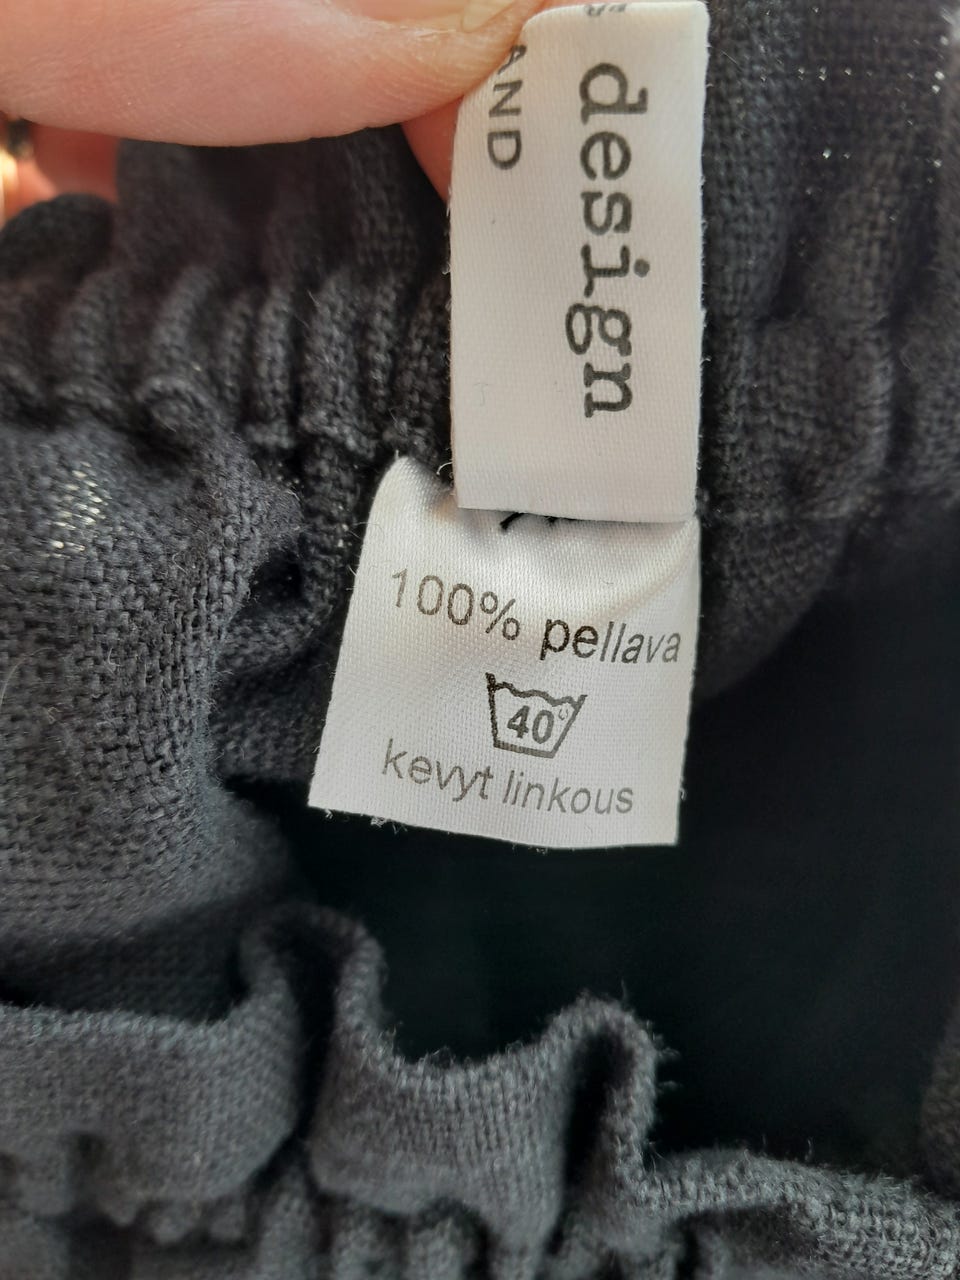 design
AND
100% pellava
40°
kevyt linkous